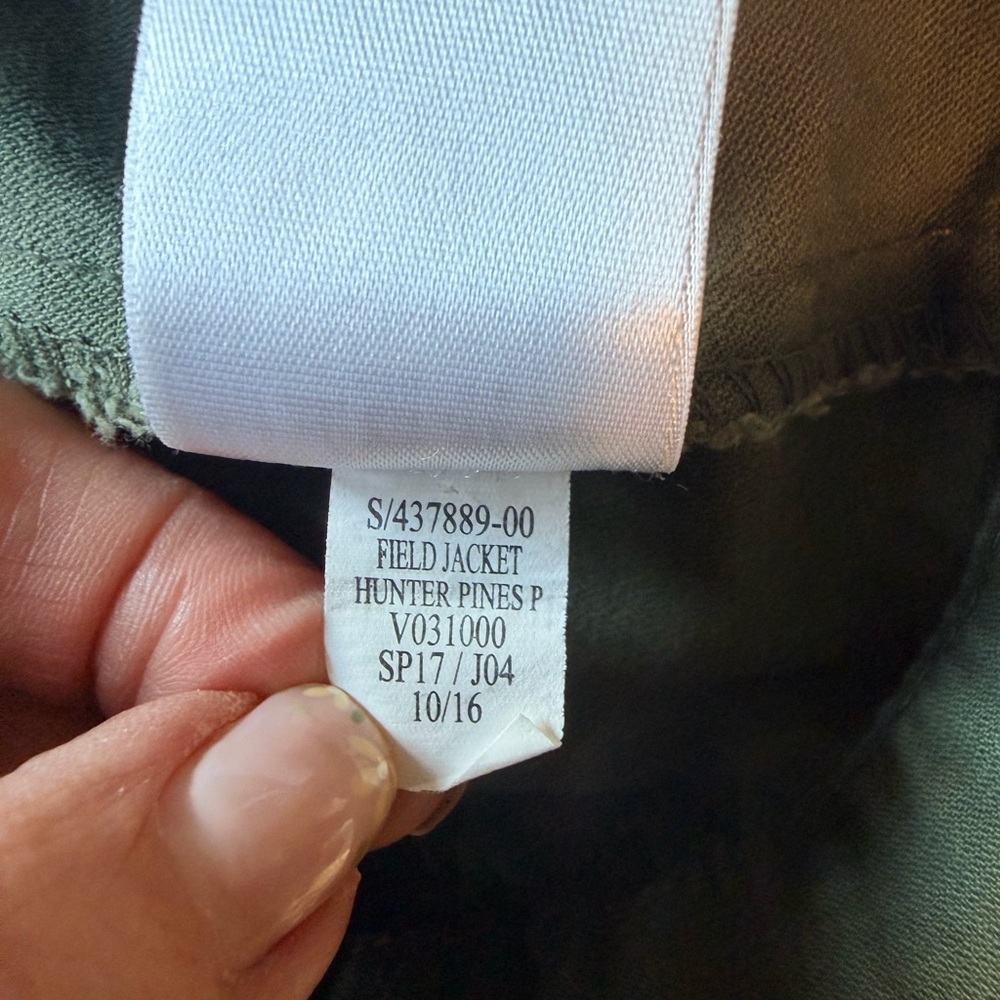 S/437889-00
FIELD JACKET
HUNTER PINES P
V031000
SP17 / J04
10/16